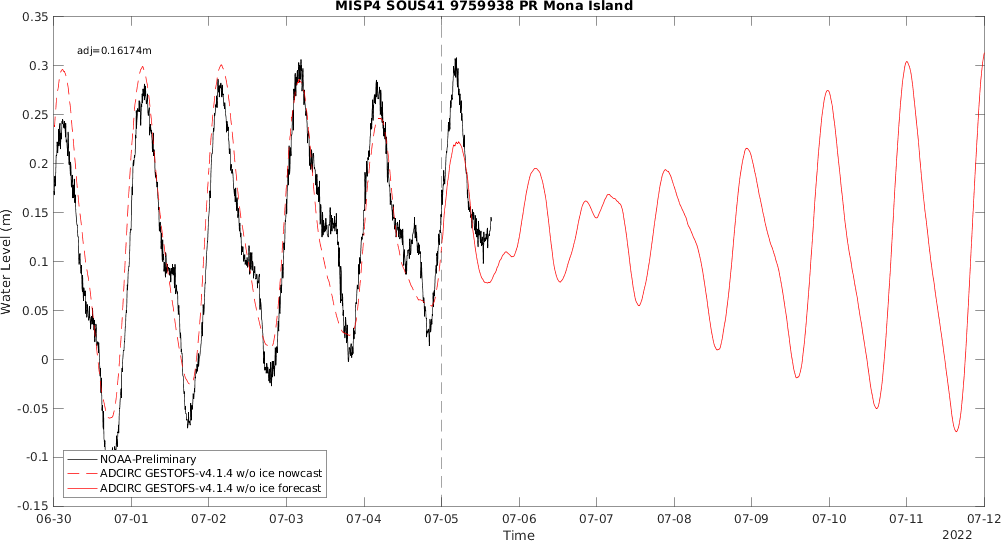 MISP4 SOUS41 9759938 PR Mona Island
adj=0.16174m
0.35
0.3
0.25
0.2
0.15
0.1
0.05
0
-0.05
-0.1
-0.15
Water Level (m)
NOAA-Preliminary
ADCIRC GESTOFS-v4.1.4 w/o ice nowcast
ADCIRC GESTOFS-v4.1.4 w/o ice forecast
06-30 07-01 07-02 07-03 07-04 07-05 07-06 07-07 07-08 07-09 07-10 07-11 07-12
Time
2022